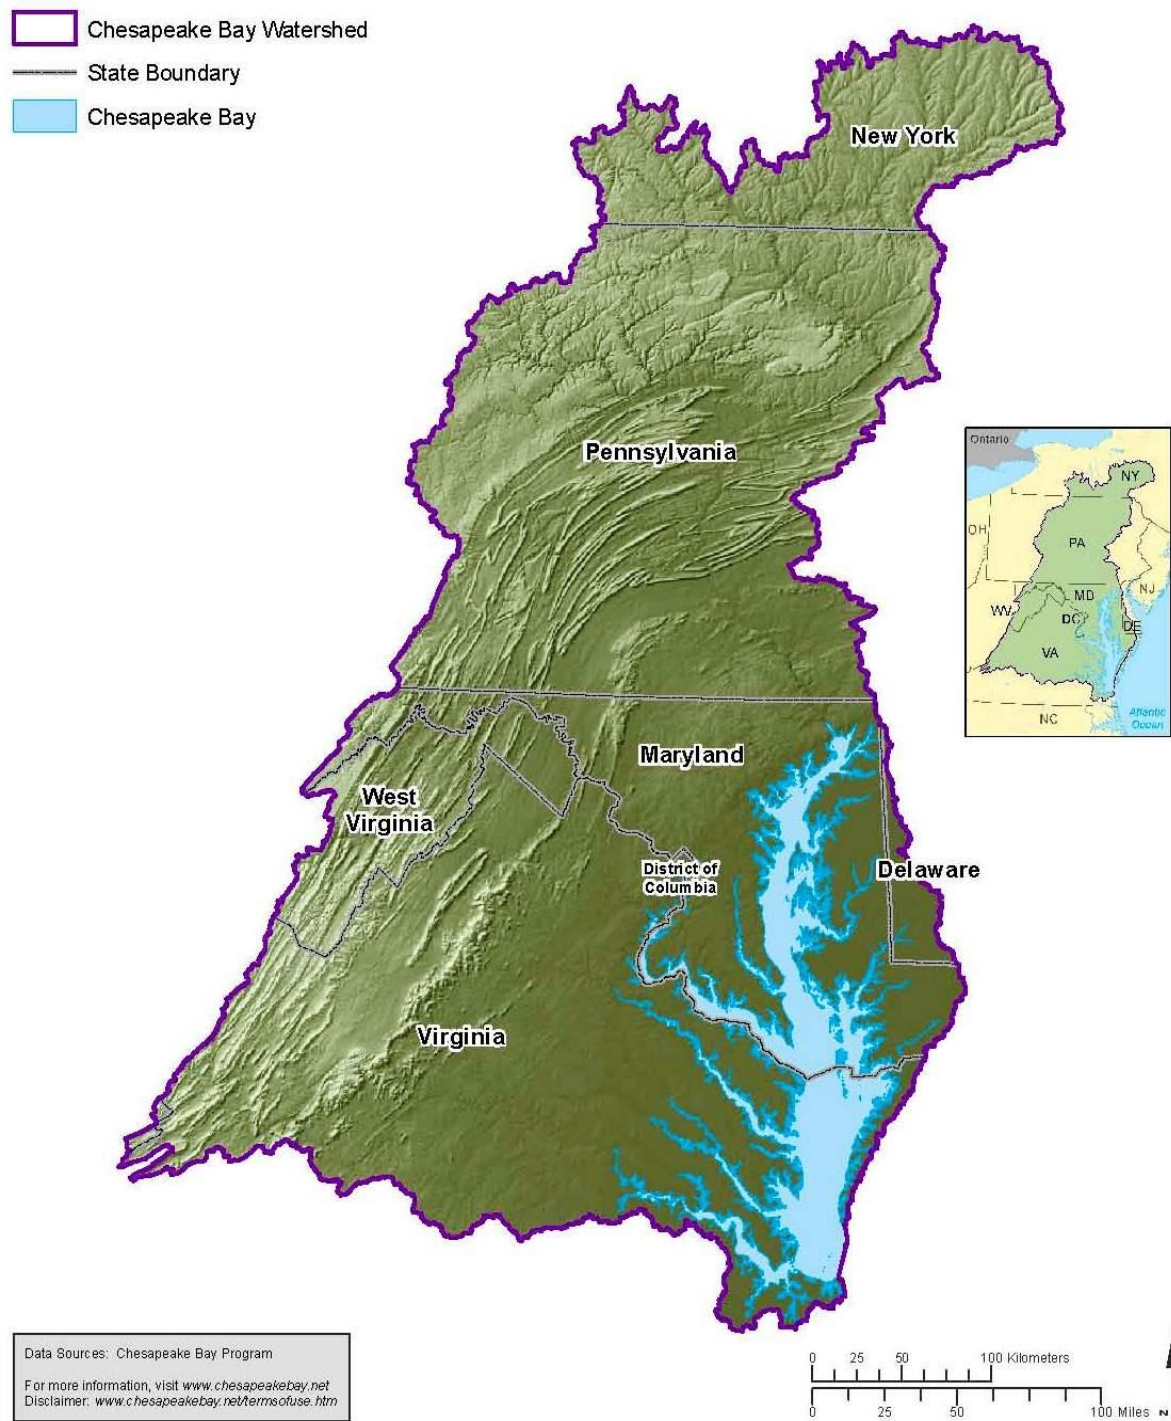 Chesapeake Bay Watershed
State Boundary
Chesapeake Bay
New York
Pennsylvania
Maryland
West
Virginia
District of
Columbia
Delaware
Virginia
Ontario
NY
OH
PA
NJ
WV
MD
DC
DE
VA
NC
Atlantic
Ocean
Data Sources: Chesapeake Bay Program
For more information, visit www.chesapeakebay.net
Disclaimer: www.chesapeakebay.net/termsofuse.htm
0 25 50 100 Kilometers
0 25 50 100 Miles
N